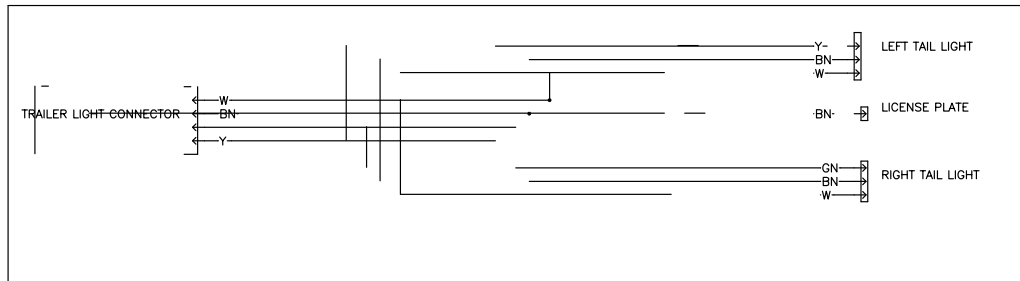 Y
LEFT TAIL LIGHT
BN
W
W
TRAILER LIGHT CONNECTOR
BN
BN
LICENSE PLATE
Y
GN
BN
RIGHT TAIL LIGHT
W